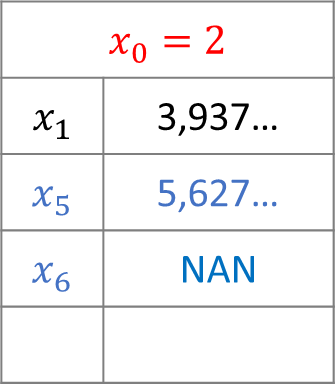 x₀ = 2
x₁ 3,937...
x₅ 5,627...
x₆ NAN